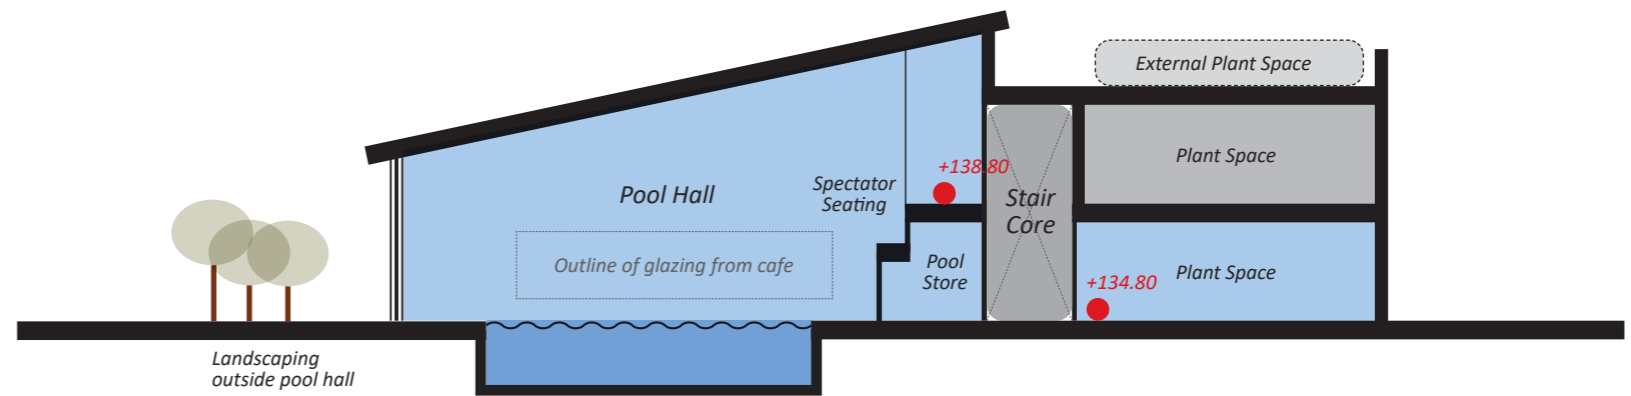 External Plant Space
Plant Space
+138.80
Spectator
Seating
Pool Hall
Stair
Core
Outline of glazing from cafe
Pool
Store
Plant Space
+134.80
Landscaping
outside pool hall